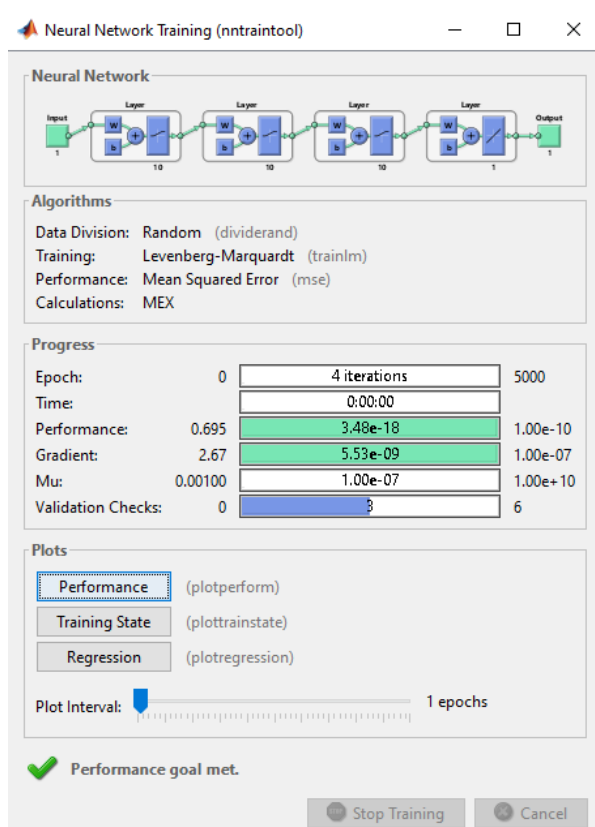 Neural Network Training (nntraintool)
Neural Network
Layer Layer Layer Layer
Input Output
W W W W
+ + + +
b b b b
1 10 10 10 1 1
Algorithms
Data Division: Random (dividerand)
Training: Levenberg-Marquardt (trainlm)
Performance: Mean Squared Error (mse)
Calculations: MEX
Progress
Epoch: 0 4 iterations 5000
Time: 0:00:00
Performance: 0.695 3.48e-18 1.00e-10
Gradient: 2.67 5.53e-09 1.00e-07
Mu: 0.00100 1.00e-07 1.00e+10
Validation Checks: 0 3 6
Plots
Performance (plotperform)
Training State (plottrainstate)
Regression (plotregression)
Plot Interval: 1 epochs
Performance goal met.
Stop Training Cancel